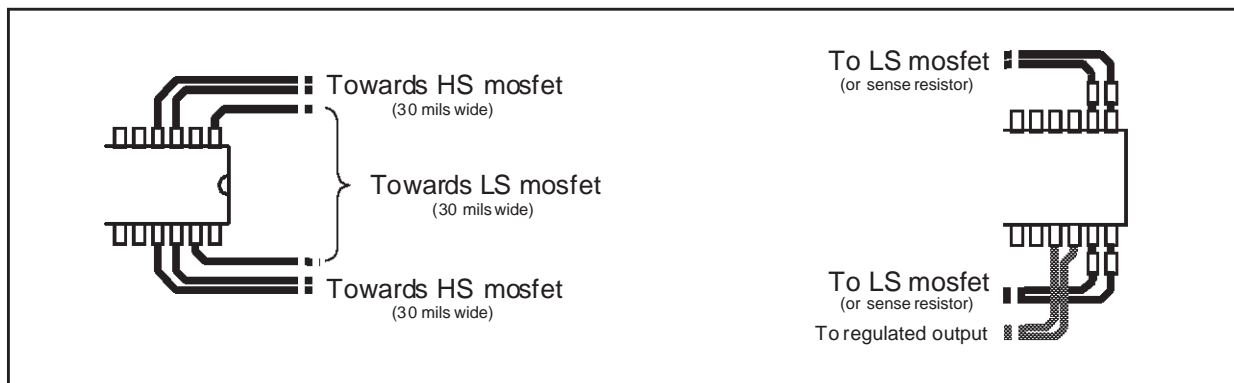 Towards HS mosfet
(30 mils wide)
Towards LS mosfet
(30 mils wide)
Towards HS mosfet
(30 mils wide)
To LS mosfet
(or sense resistor)
To LS mosfet
(or sense resistor)
To regulated output